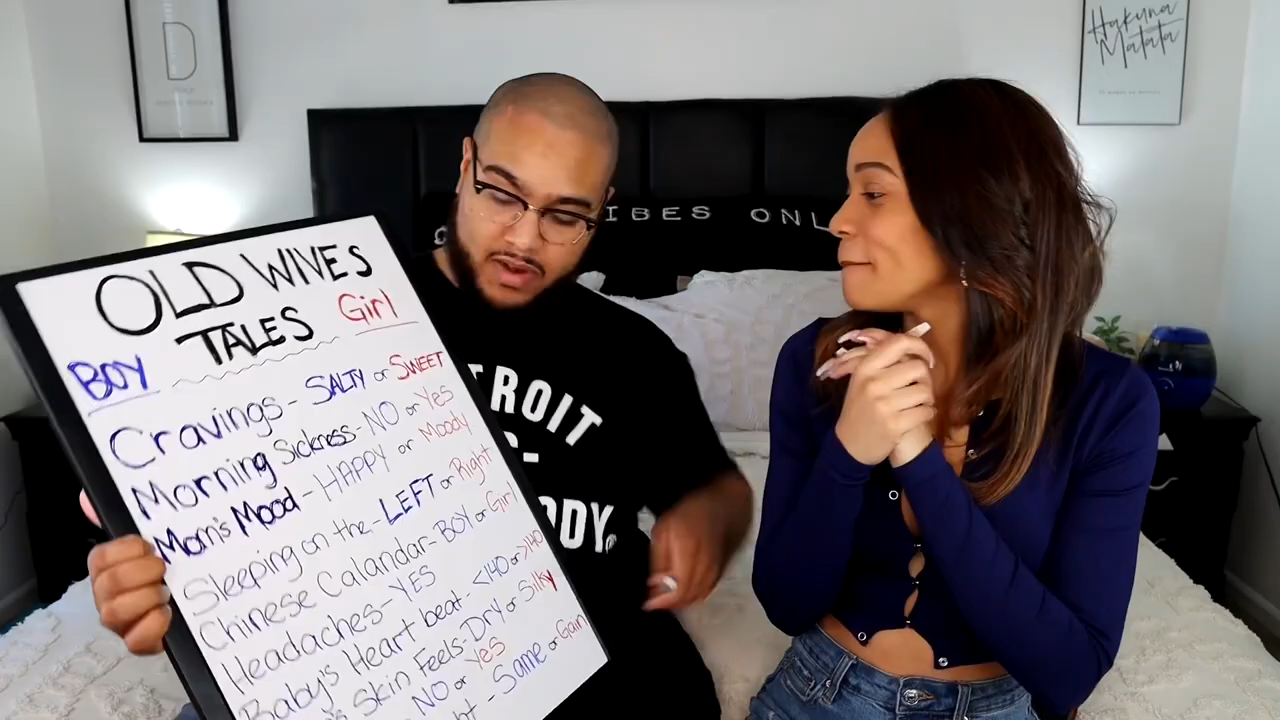 OLD WIVES
TALES
BOY
Girl
Cravings - SALTY or SWEET
Morning Sickness - NO or Yes
Mom's Mood - HAPPY or Moody
Sleeping on the - LEFT or Right
Chinese Calandar - BOY or Girl
Headaches - YES
Baby's Heart beat - <140 or >140
's Skin Feels - Dry or Silky
NO or Yes
ht - Same or Gain
D
Hakuna
Matata
IBES ONL
TROIT
ODY